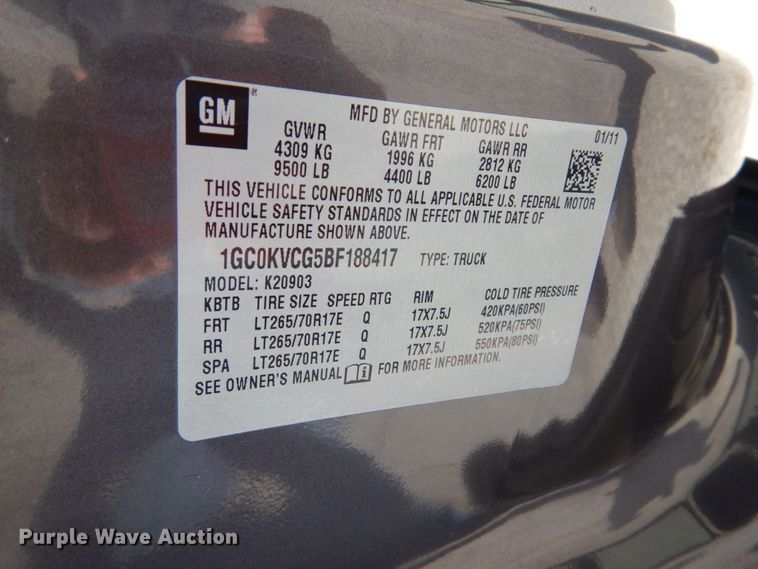 GM®
MFD BY GENERAL MOTORS LLC
GVWR GAWR FRT GAWR RR 01/11
4309 KG 1996 KG 2812 KG
9500 LB 4400 LB 6200 LB
THIS VEHICLE CONFORMS TO ALL APPLICABLE U.S. FEDERAL MOTOR
VEHICLE SAFETY STANDARDS IN EFFECT ON THE DATE OF
MANUFACTURE SHOWN ABOVE.
1GC0KVCG5BF188417 TYPE: TRUCK
MODEL: K20903
KBTB TIRE SIZE SPEED RTG RIM COLD TIRE PRESSURE
FRT LT265/70R17E Q 17X7.5J 420KPA(60PSI)
RR LT265/70R17E Q 17X7.5J 520KPA(75PSI)
SPA LT265/70R17E Q 17X7.5J 550KPA(80PSI)
SEE OWNER'S MANUAL FOR MORE INFORMATION.
Purple Wave Auction